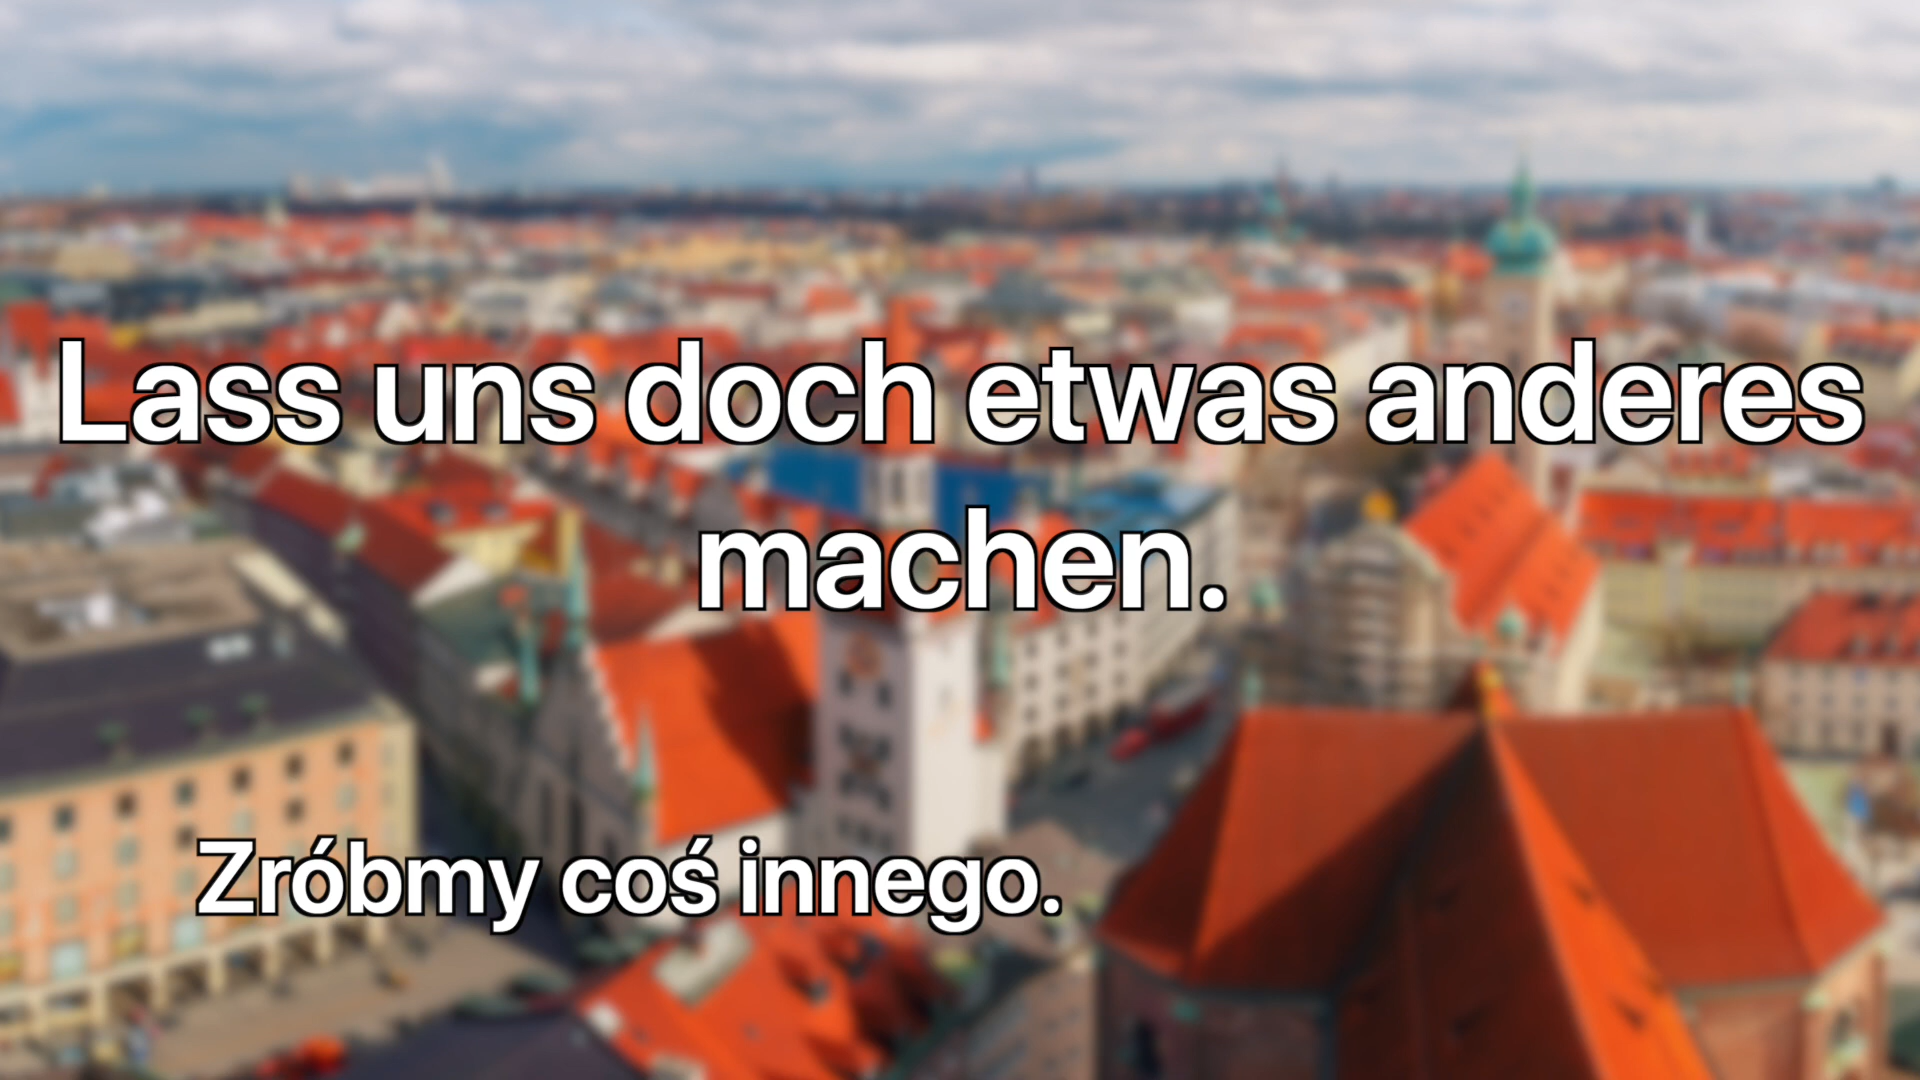 Lass uns doch etwas anderes
machen.
Zróbmy coś innego.